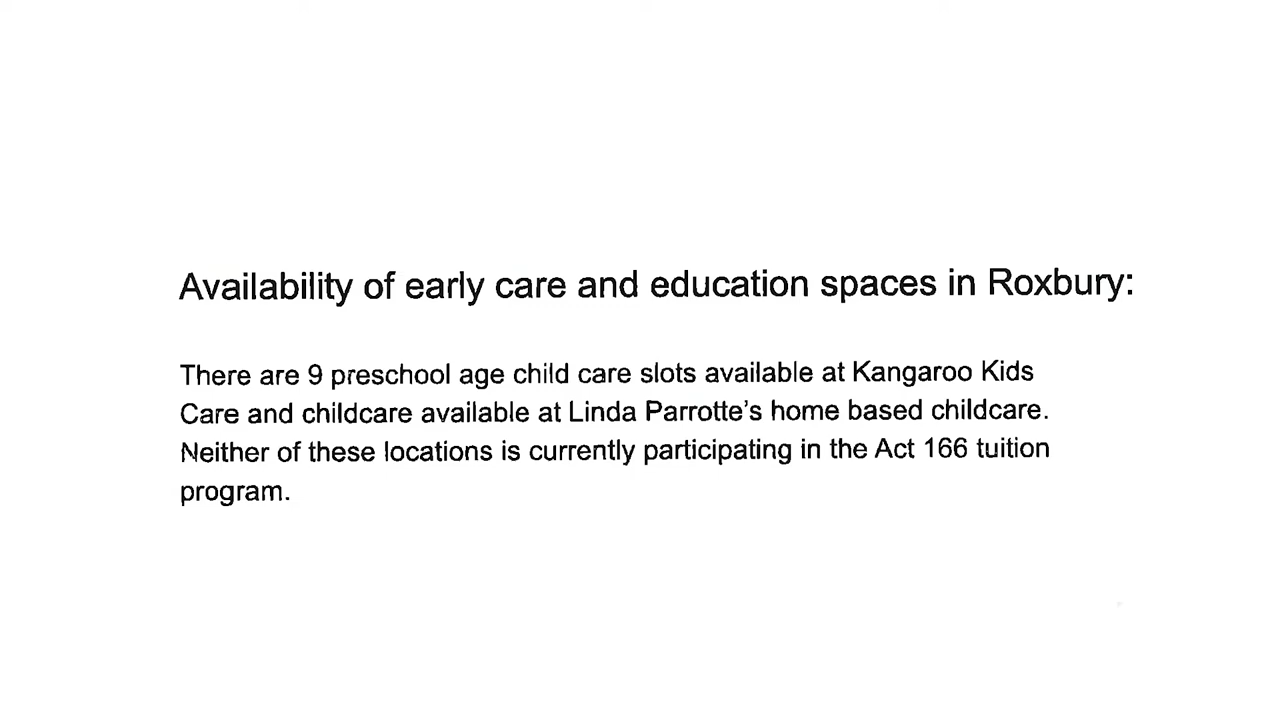 Availability of early care and education spaces in Roxbury:
There are 9 preschool age child care slots available at Kangaroo Kids
Care and childcare available at Linda Parrotte’s home based childcare.
Neither of these locations is currently participating in the Act 166 tuition
program.